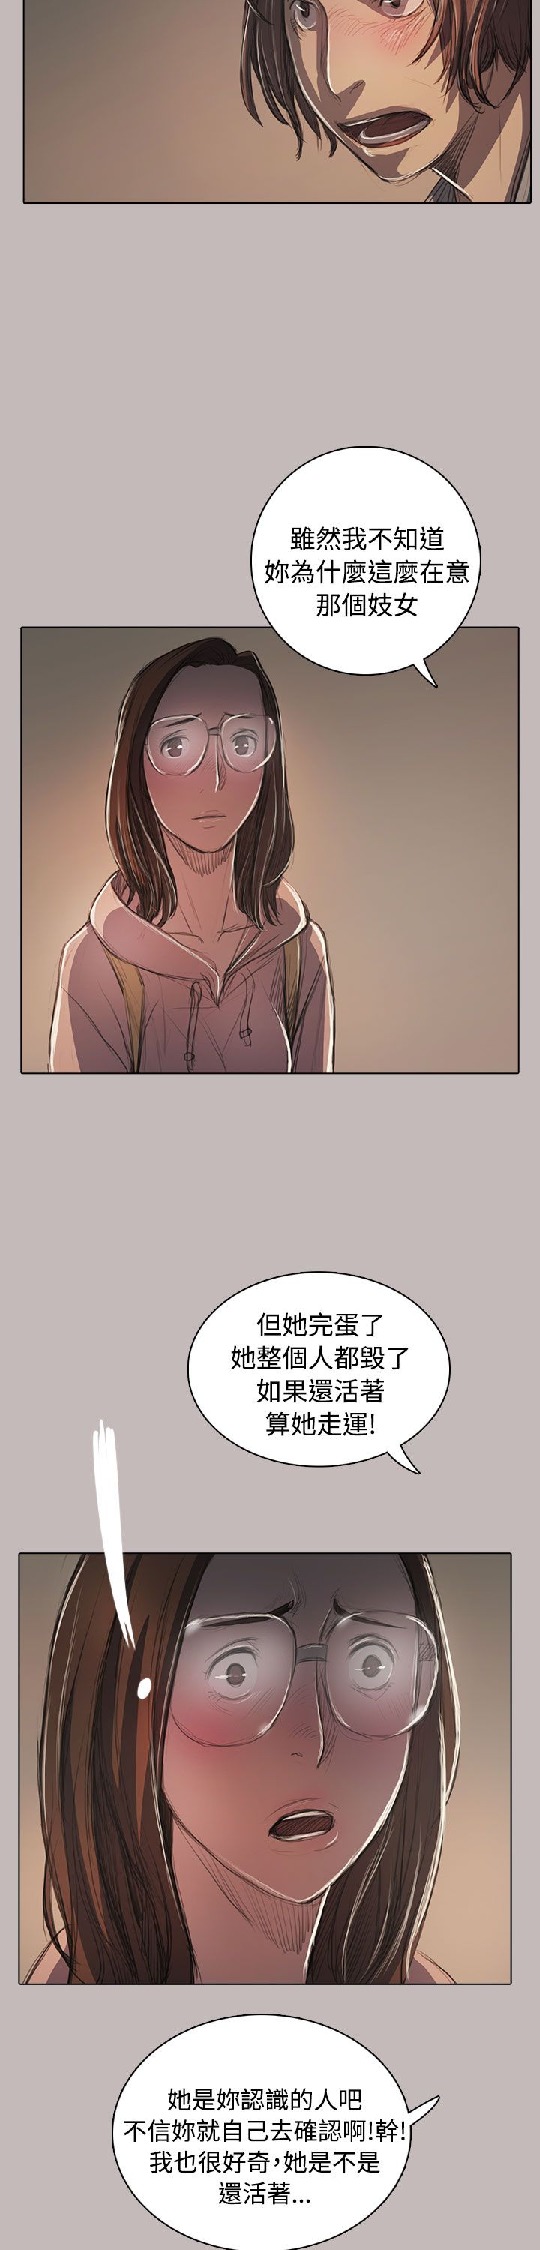 雖然我不知道
妳為什麼這麼在意
那個妓女
但她完蛋了
她整個人都毀了
如果還活著
算她走運!
她是妳認識的人吧
不信妳就自己去確認啊!幹!
我也很好奇,她是不是
還活著...